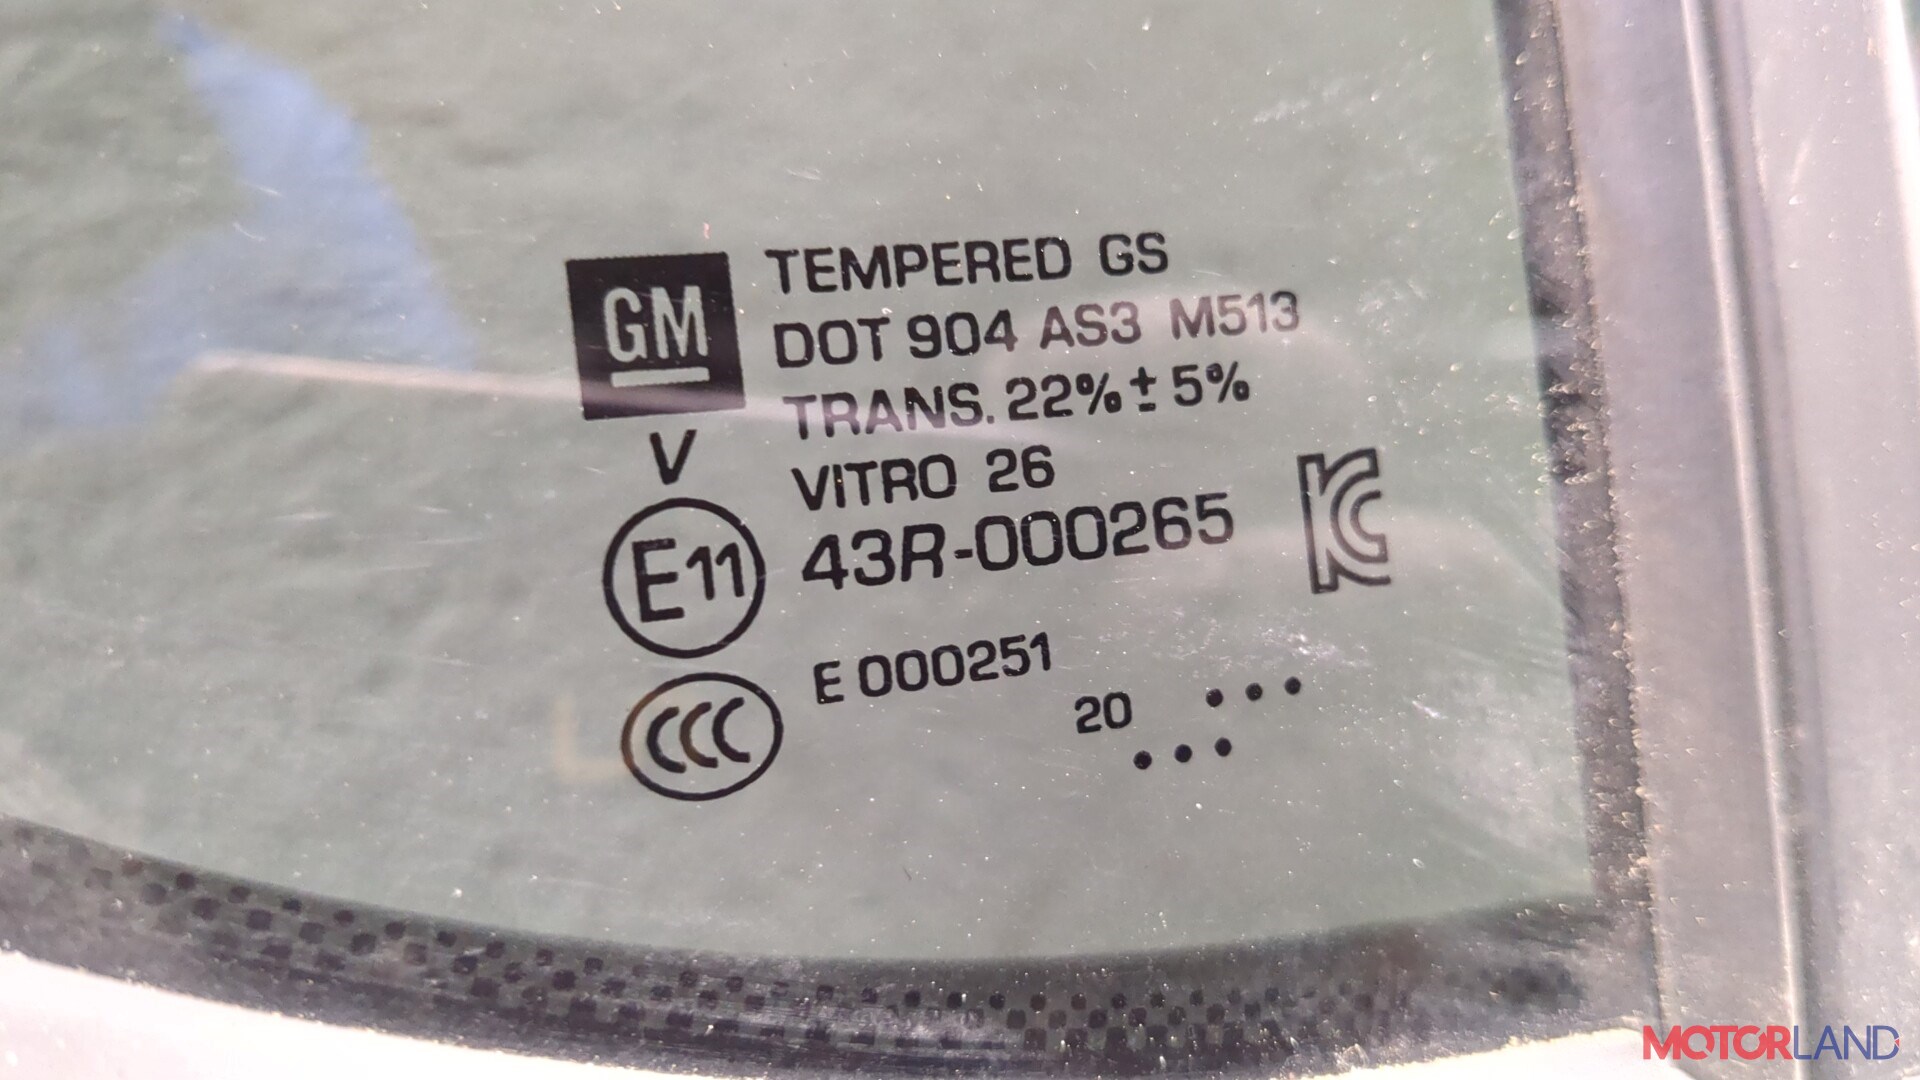 GM
TEMPERED GS
DOT 904 AS3 M513
TRANS. 22% ± 5%
V
VITRO 26
E11
43R-000265
KC
CCC
E 000251
20
MOTORLAND